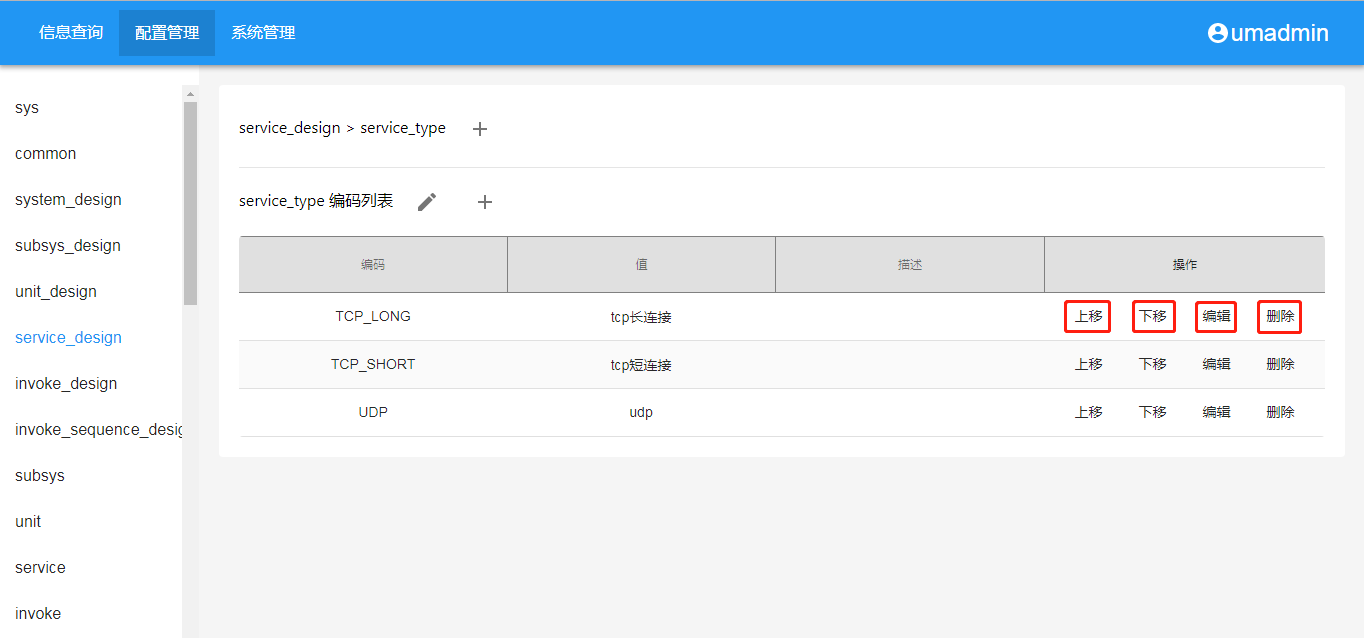 信息查询 配置管理 系统管理 umadmin
sys
common
system_design
subsys_design
unit_design
service_design
invoke_design
invoke_sequence_desig
subsys
unit
service
invoke
service_design > service_type +
service_type 编码列表 +
编码 值 描述 操作
TCP_LONG tcp长连接 上移 下移 编辑 删除
TCP_SHORT tcp短连接 上移 下移 编辑 删除
UDP udp 上移 下移 编辑 删除